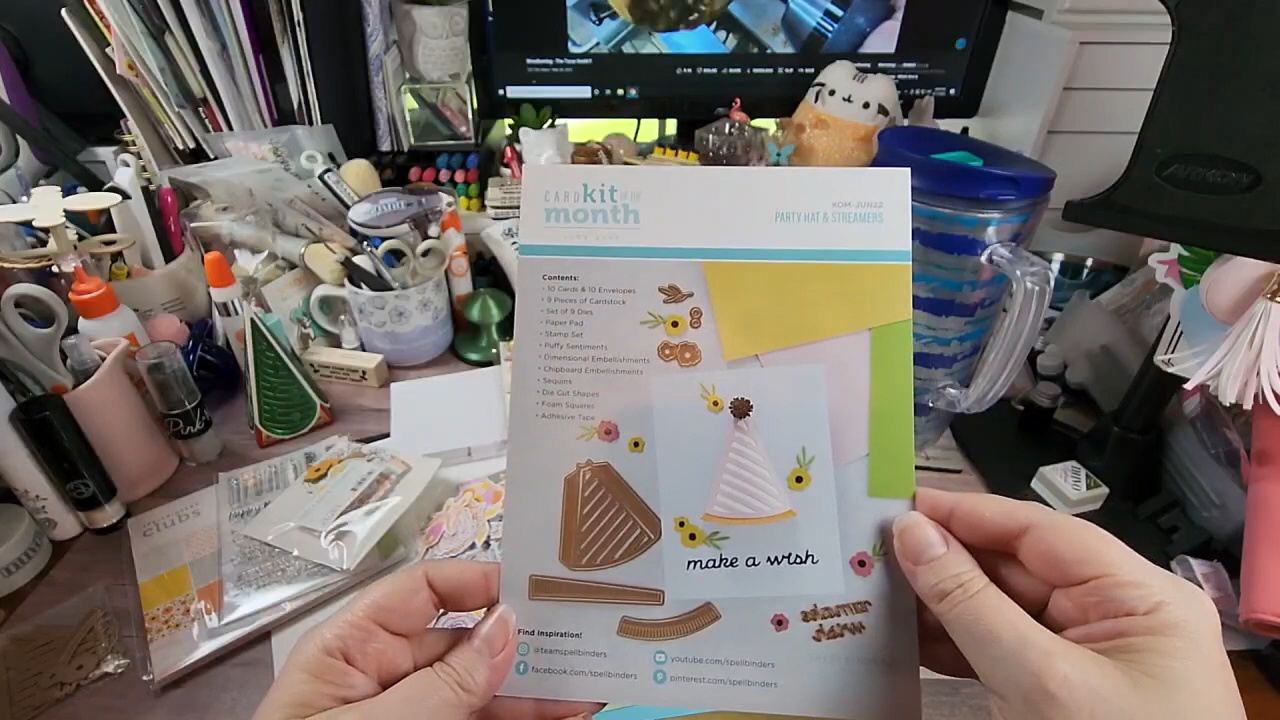 CARD kit OF THE
month
KOM-JUN22
PARTY HAT & STREAMERS
Contents:
• 10 Cards & 10 Envelopes
• 9 Pieces of Cardstock
• Set of 9 Dies
• Paper Pad
• Stamp Set
• Puffy Sentiments
• Dimensional Embellishments
• Chipboard Embellishments
• Sequins
• Die Cut Shapes
• Foam Squares
• Adhesive Tape
make a wish
Find Inspiration!
@teamspellbinders
facebook.com/spellbinders
youtube.com/spellbinders
pinterest.com/spellbinders
clubs
Pink
ARKON